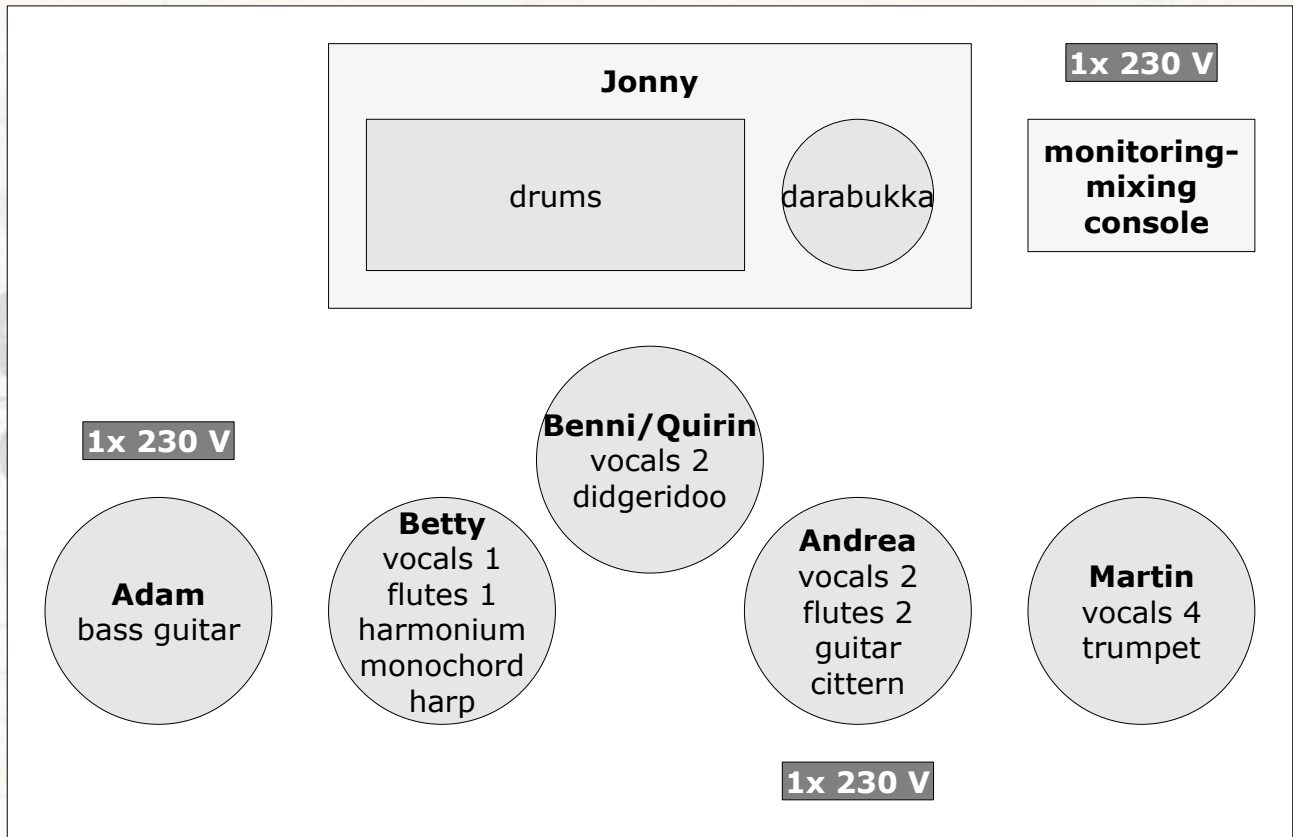 Jonny
drums
darabukka
1x 230 V
monitoring-
mixing
console
Benni/Quirin
vocals 2
didgeridoo
1x 230 V
Adam
bass guitar
Betty
vocals 1
flutes 1
harmonium
monochord
harp
Andrea
vocals 2
flutes 2
guitar
cittern
Martin
vocals 4
trumpet
1x 230 V